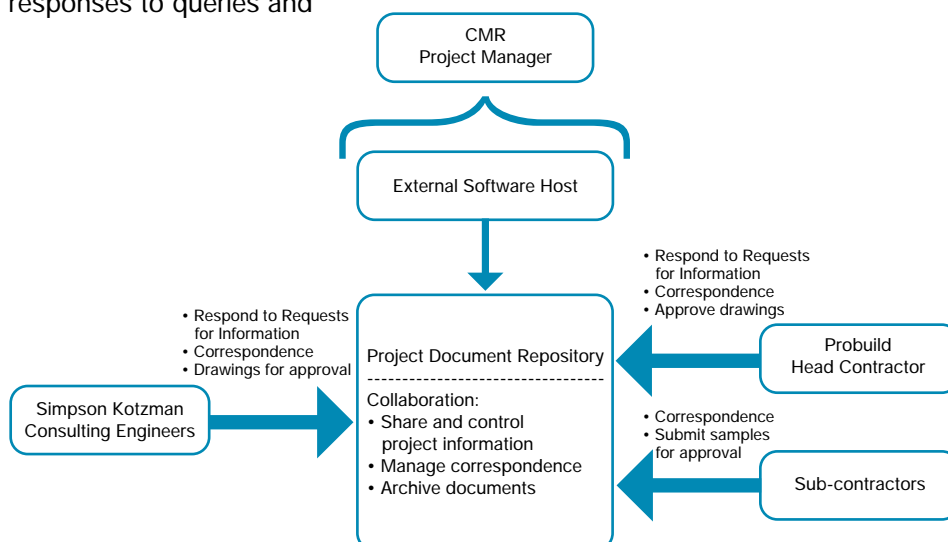 responses to queries and
CMR
Project Manager
External Software Host
• Respond to Requests
for Information
• Correspondence
• Approve drawings
• Respond to Requests
for Information
• Correspondence
• Drawings for approval
Project Document Repository
---------------------------------
Collaboration:
• Share and control
project information
• Manage correspondence
• Archive documents
Probuild
Head Contractor
Simpson Kotzman
Consulting Engineers
• Correspondence
• Submit samples
for approval
Sub-contractors